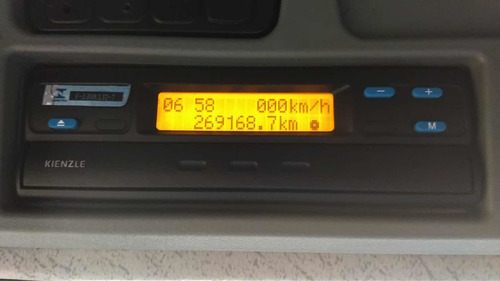 06 58 000km/h
269168.7km
− +
M
KIENZLE